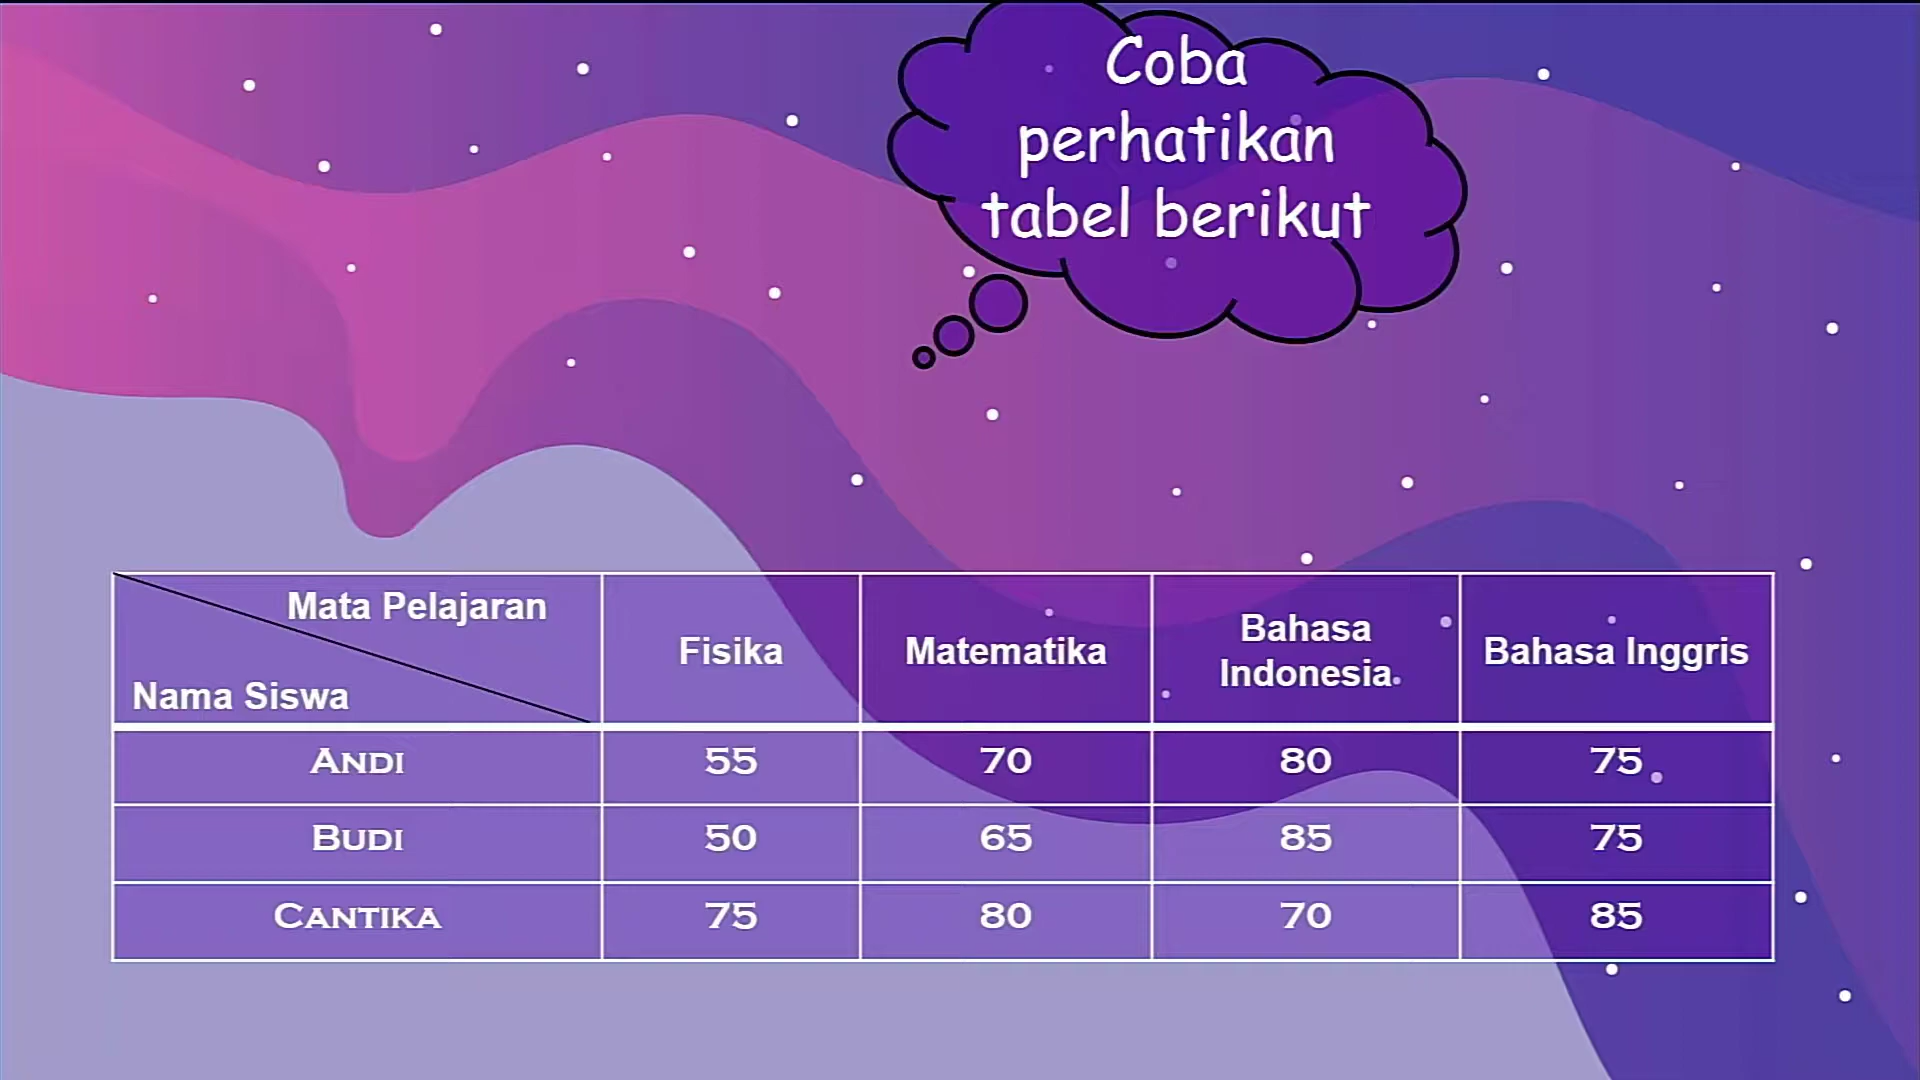 Coba
perhatikan
tabel berikut
Mata Pelajaran
Nama Siswa
Fisika
Matematika
Bahasa
Indonesia
Bahasa Inggris
ANDI 55 70 80 75
BUDI 50 65 85 75
CANTIKA 75 80 70 85